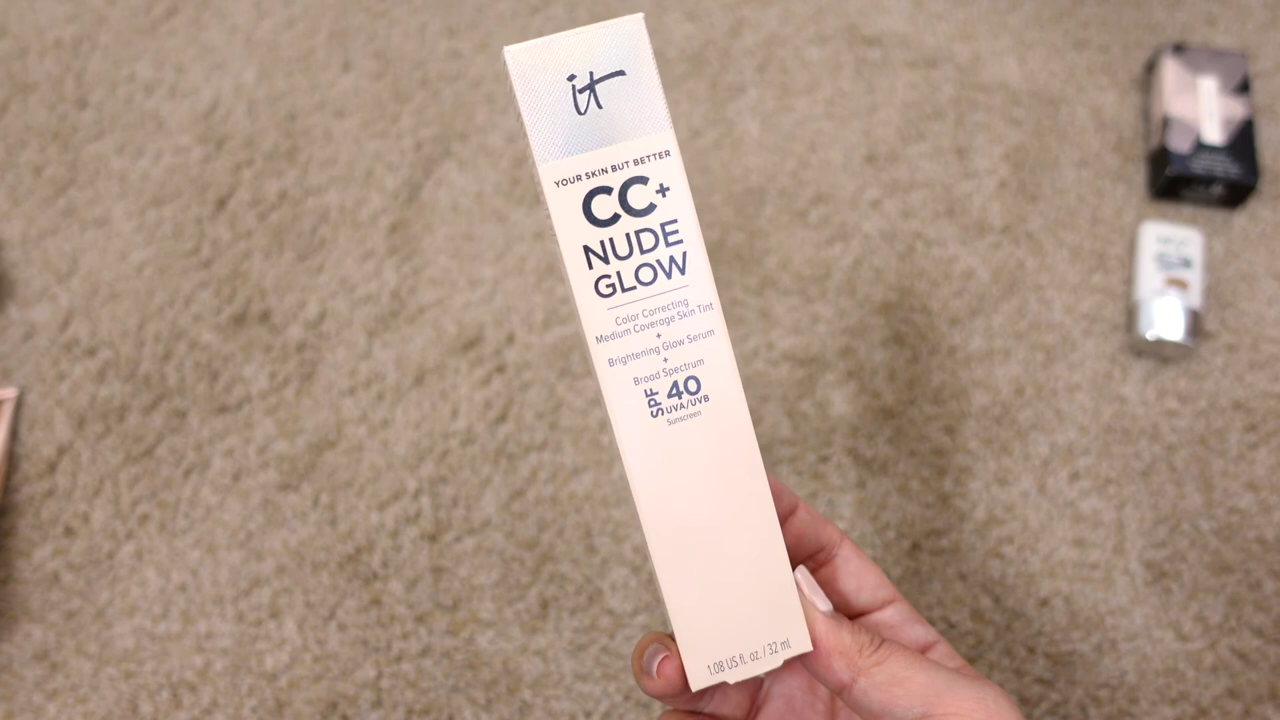 it
YOUR SKIN BUT BETTER
CC+
NUDE
GLOW
Color Correcting
Medium Coverage Skin Tint
+
Brightening Glow Serum
+
Broad Spectrum
SPF 40
UVA/UVB
Sunscreen
1.08 US fl. oz. / 32 ml